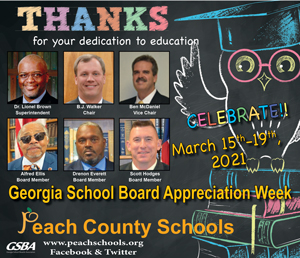 THANKS
for your dedication to education
Dr. Lionel Brown
Superintendent
B.J. Walker
Chair
Ben McDaniel
Vice Chair
CELEBRATE!!
March 15th-19th,
2021
Alfred Ellis
Board Member
Drenon Everett
Board Member
Scott Hodges
Board Member
Georgia School Board Appreciation Week
Peach County Schools
GSBA
www.peachschools.org
Facebook & Twitter